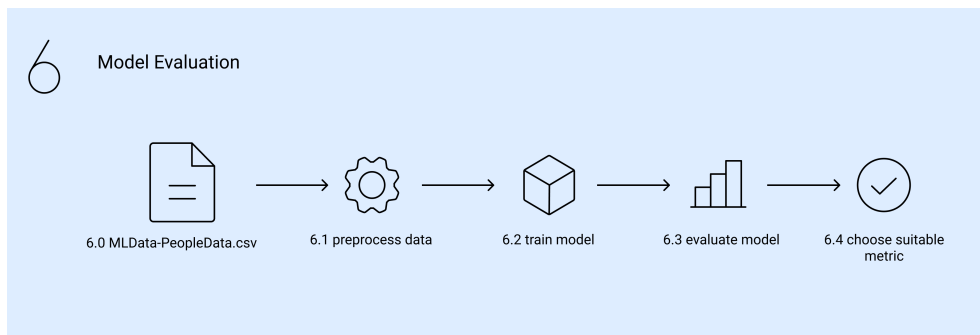 6
Model Evaluation
6.0 MLData-PeopleData.csv
6.1 preprocess data
6.2 train model
6.3 evaluate model
6.4 choose suitable
metric